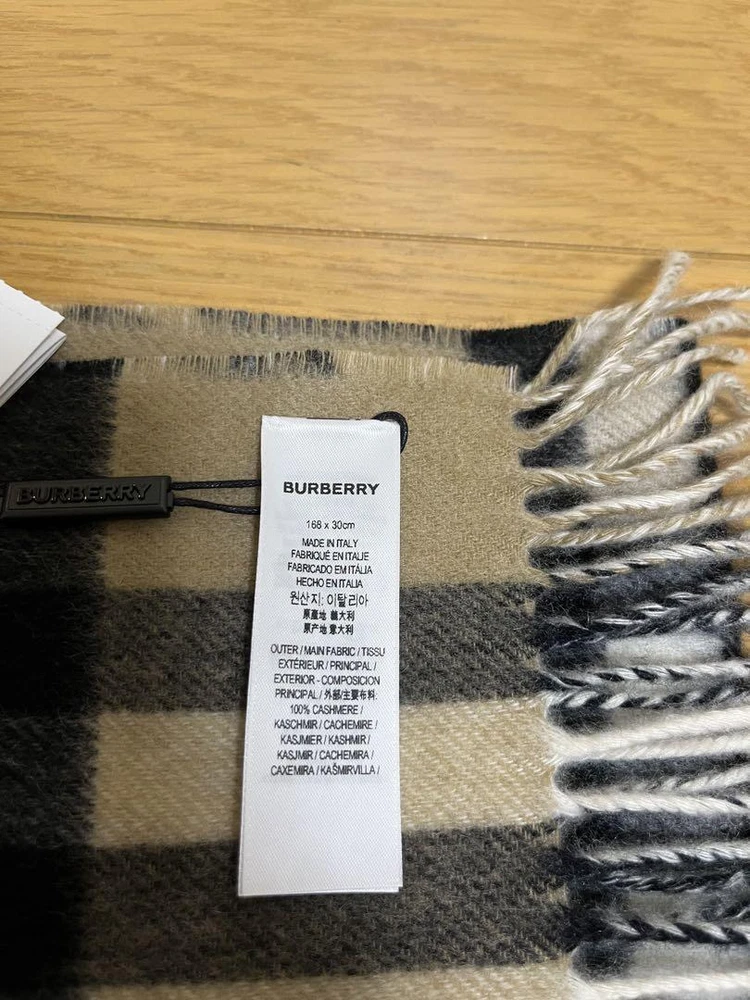 BURBERRY
BURBERRY
168 x 30cm
MADE IN ITALY
FABRIQUÉ EN ITALIE
FABRICADO EM ITÁLIA
HECHO EN ITALIA
원산지: 이탈리아
原產地 義大利
原产地 意大利
OUTER / MAIN FABRIC / TISSU
EXTÉRIEUR / PRINCIPAL /
EXTERIOR - COMPOSICION
PRINCIPAL / 外部/主要布料:
100% CASHMERE /
KASCHMIR / CACHEMIRE /
KASJMIER / KASHMIR /
KASJMIR / CACHEMIRA /
CAXEMIRA / KAŠMIRVILLA /